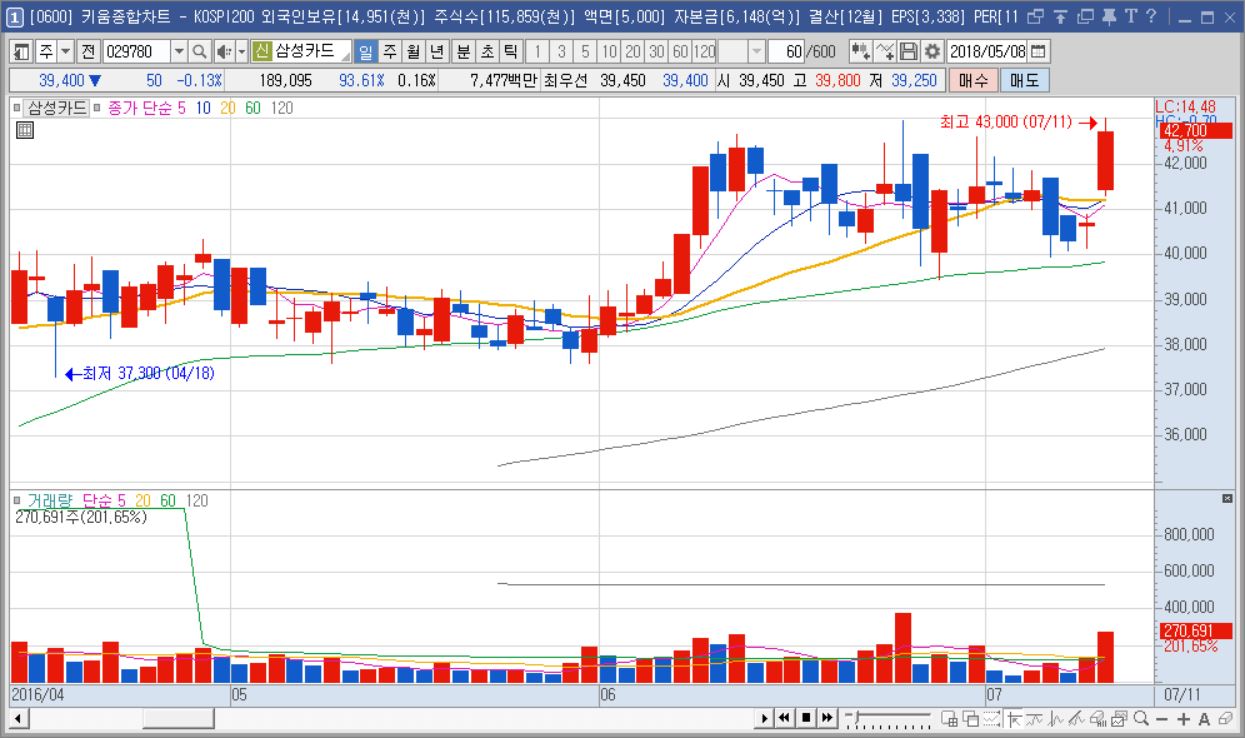 1 [0600] 키움종합차트 - KOSPI200 외국인보유[14,951(천)] 주식수[115,859(천)] 액면[5,000] 자본금[6,148(억)] 결산[12월] EPS[3,338] PER[11
주 전 029780 신 삼성카드 일 주 월 년 분 초 틱 1 3 5 10 20 30 60 120 60 /600 2018/05/08
39,400 ▼ 50 -0.13% 189,095 93.61% 0.16% 7,477백만 최우선 39,450 39,400 시 39,450 고 39,800 저 39,250 매수 매도
삼성카드 종가 단순 5 10 20 60 120
LC:14.48
최고 43,000 (07/11)
42,700
4.91%
42,000
41,000
40,000
39,000
38,000
최저 37,300 (04/18)
37,000
36,000
거래량 단순 5 20 60 120
270,691주(201.65%)
800,000
600,000
400,000
270,691
201.65%
2016/04 05 06 07 07/11